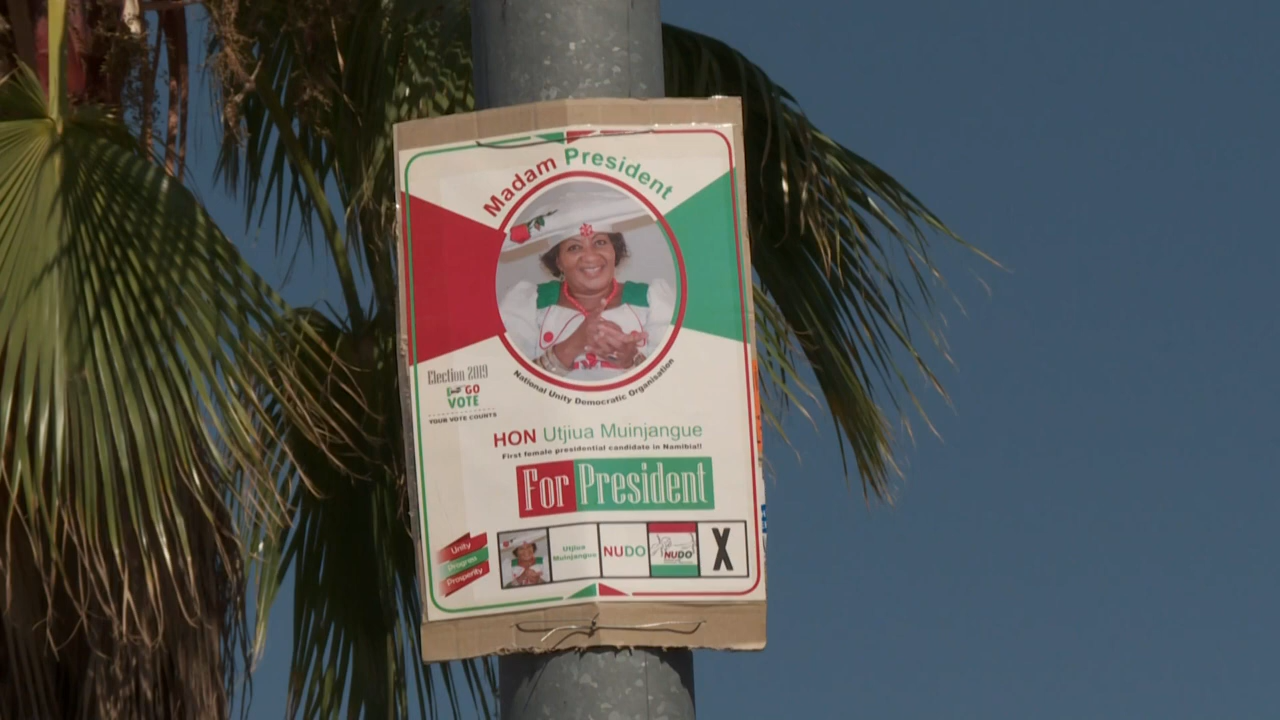 Madam President
National Unity Democratic Organisation
Election 2019
GO
VOTE
YOUR VOTE COUNTS
HON Utjiua Muinjangue
First female presidential candidate in Namibia!!
For President
Unity
Progress
Prosperity
Utjiua
Muinjangue
NUDO
NUDO
X